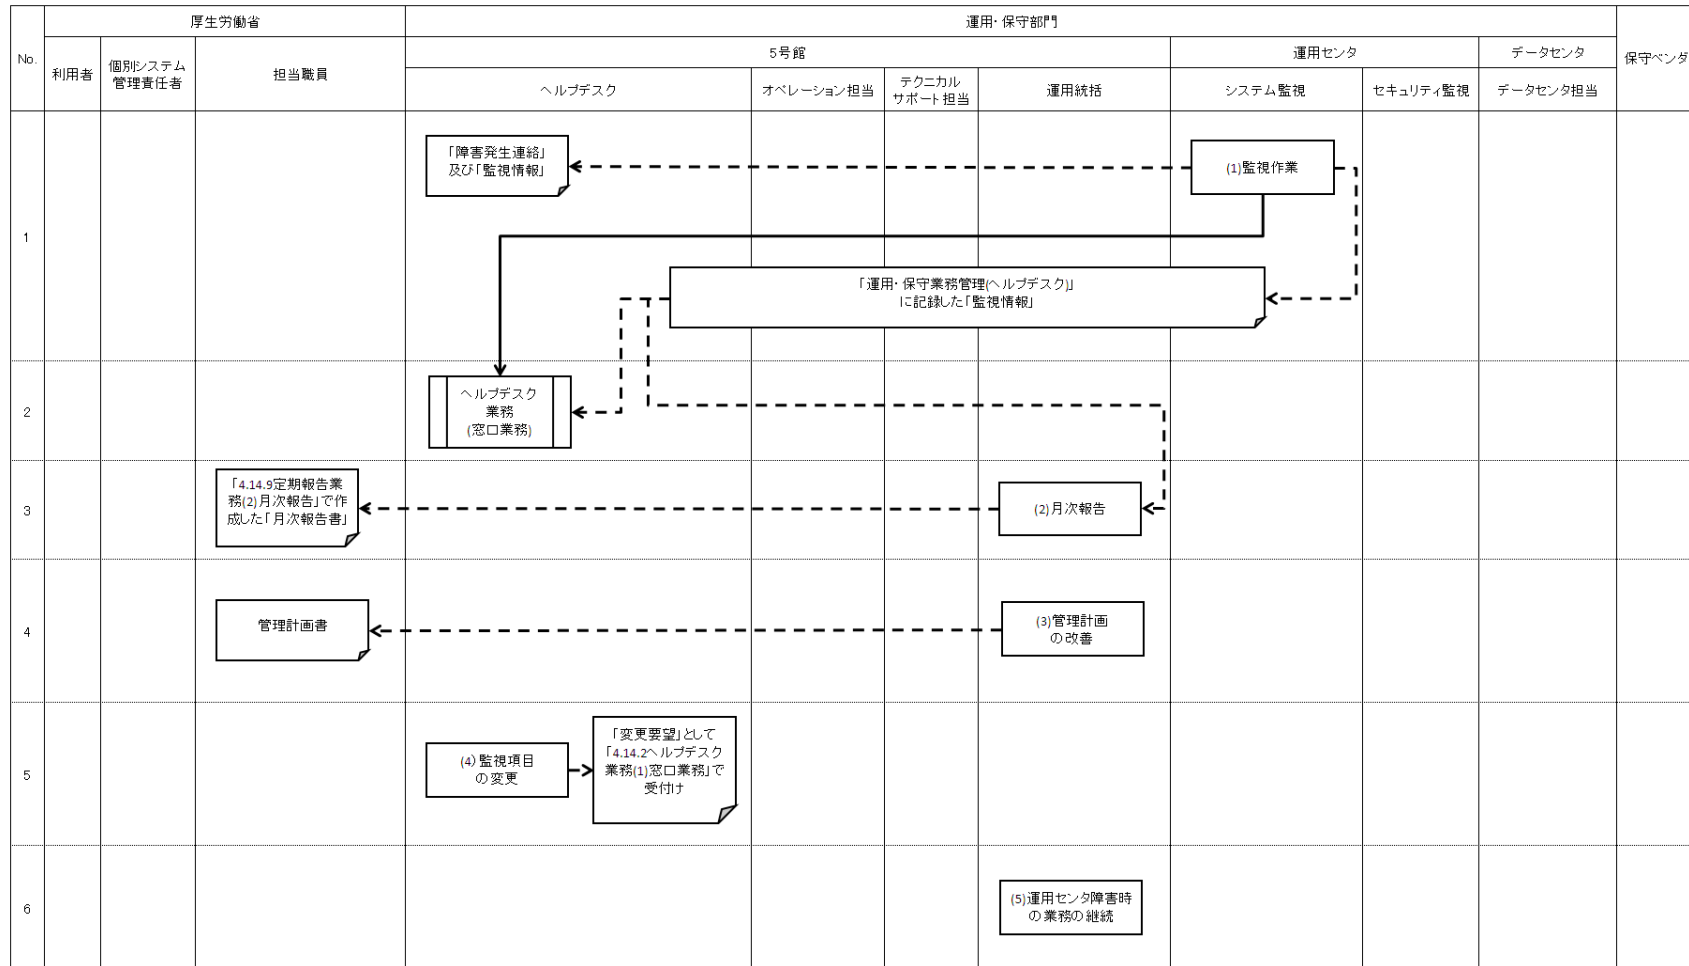 厚生労働省
運用・保守部門
No.
利用者
個別システム
管理責任者
担当職員
5号館
運用センタ
データセンタ
保守ベンダ
ヘルプデスク
オペレーション担当
テクニカル
サポート担当
運用統括
システム監視
セキュリティ監視
データセンタ担当
1
「障害発生連絡」
及び「監視情報」
(1)監視作業
「運用・保守業務管理(ヘルプデスク)」
に記録した「監視情報」
2
ヘルプデスク
業務
(窓口業務)
3
「4.14.9定期報告業
務(2)月次報告」で作
成した「月次報告書」
(2)月次報告
4
管理計画書
(3)管理計画
の改善
5
(4)監視項目
の変更
「変更要望」として
「4.14.2ヘルプデスク
業務(1)窓口業務」で
受付け
6
(5)運用センタ障害時
の業務の継続